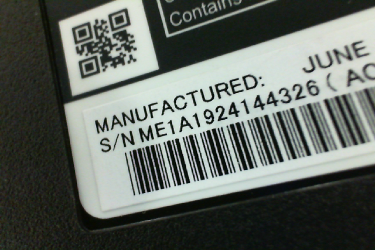 Contains
MANUFACTURED: JUNE
S/N ME1A1924144326 ( AC